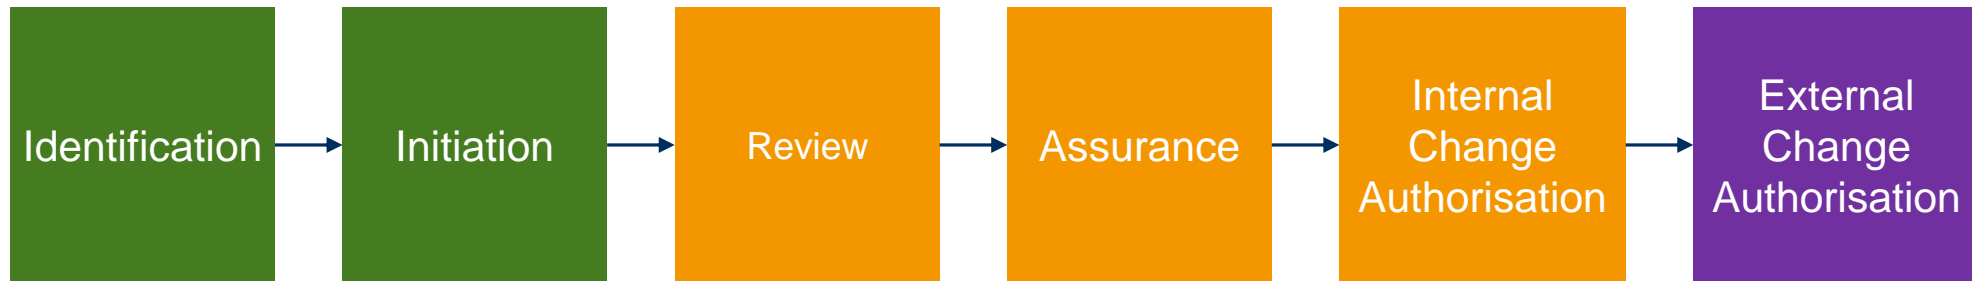 Identification
Initiation
Review
Assurance
Internal
Change
Authorisation
External
Change
Authorisation